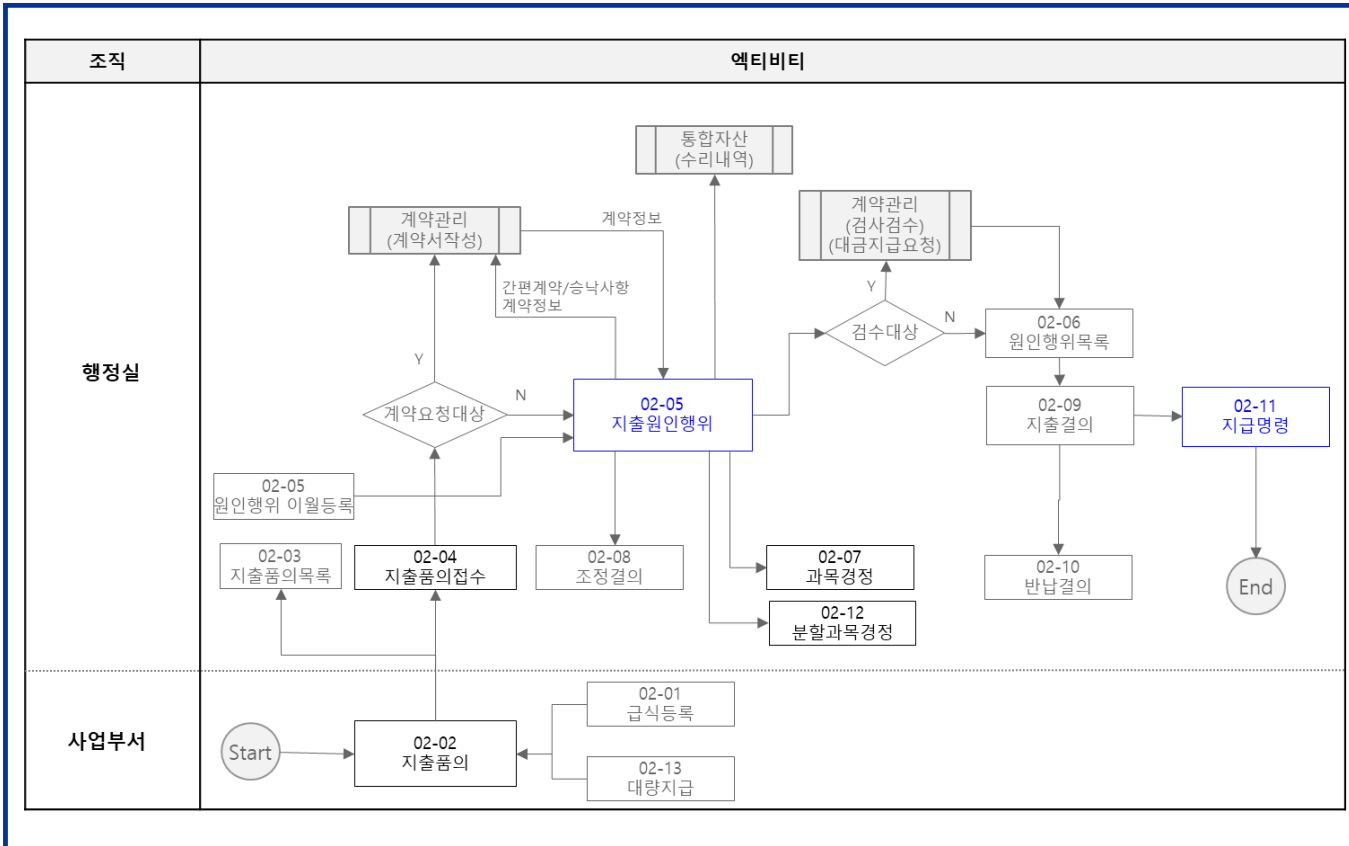 조직
엑티비티
행정실
통합자산
(수리내역)
계약관리
(계약서작성)
계약정보
계약관리
(검사검수)
(대금지급요청)
간편계약/승낙사항
계약정보
Y
Y
검수대상
N
02-06
원인행위목록
계약요청대상
N
02-05
지출원인행위
02-09
지출결의
02-11
지급명령
02-05
원인행위 이월등록
02-03
지출품의목록
02-04
지출품의접수
02-08
조정결의
02-07
과목경정
02-10
반납결의
End
02-12
분할과목경정
사업부서
Start
02-02
지출품의
02-01
급식등록
02-13
대량지급